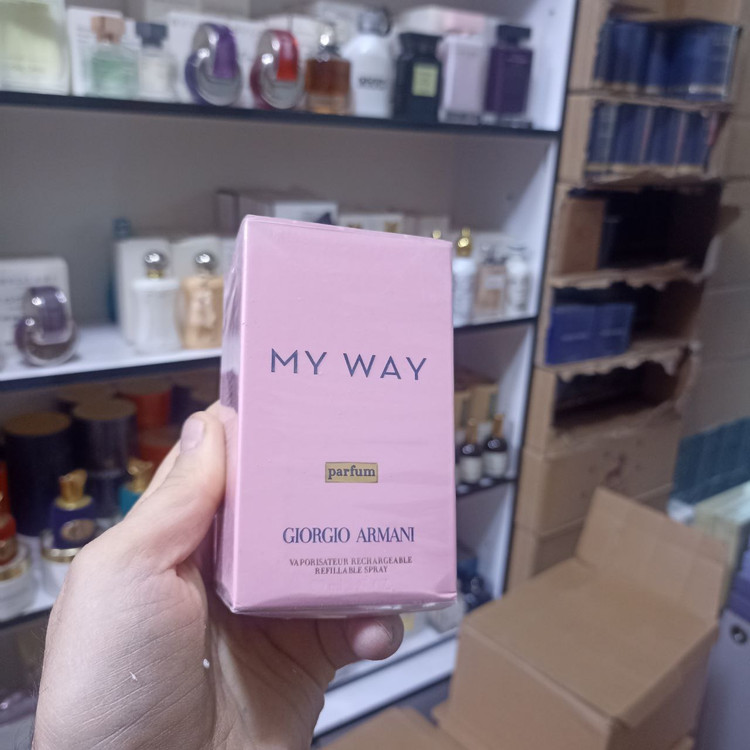 MY WAY
parfum
GIORGIO ARMANI
VAPORISATEUR RECHARGEABLE
REFILLABLE SPRAY